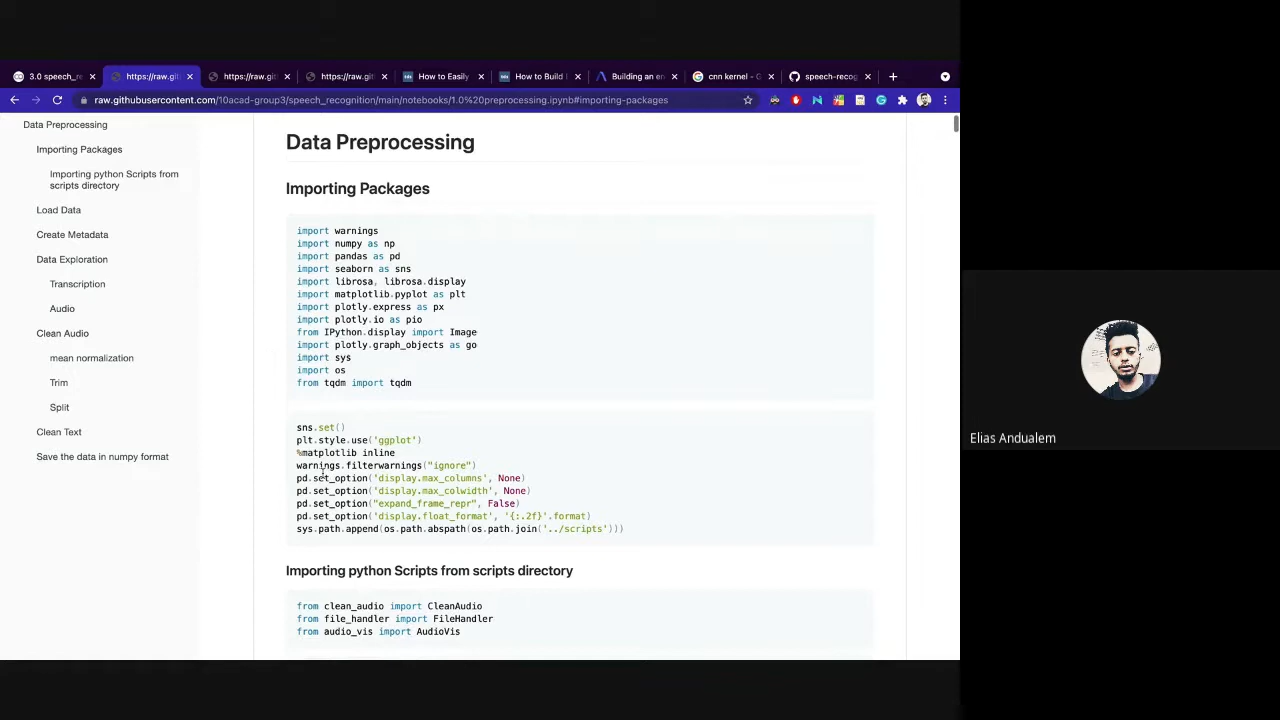 3.0 speech_re
https://raw.git
https://raw.git
https://raw.git
How to Easily
How to Build E
Building an en
cnn kernel - G
speech-recog
raw.githubusercontent.com/10acad-group3/speech_recognition/main/notebooks/1.0%20preprocessing.ipynb#importing-packages
Data Preprocessing
Importing Packages
Importing python Scripts from
scripts directory
Load Data
Create Metadata
Data Exploration
Transcription
Audio
Clean Audio
mean normalization
Trim
Split
Clean Text
Save the data in numpy format
Data Preprocessing
Importing Packages
import warnings
import numpy as np
import pandas as pd
import seaborn as sns
import librosa, librosa.display
import matplotlib.pyplot as plt
import plotly.express as px
import plotly.io as pio
from IPython.display import Image
import plotly.graph_objects as go
import sys
import os
from tqdm import tqdm
sns.set()
plt.style.use('ggplot')
%matplotlib inline
warnings.filterwarnings("ignore")
pd.set_option('display.max_columns', None)
pd.set_option('display.max_colwidth', None)
pd.set_option("expand_frame_repr", False)
pd.set_option('display.float_format', '{:.2f}'.format)
sys.path.append(os.path.abspath(os.path.join('../scripts')))
Importing python Scripts from scripts directory
from clean_audio import CleanAudio
from file_handler import FileHandler
from audio_vis import AudioVis
Elias Andualem